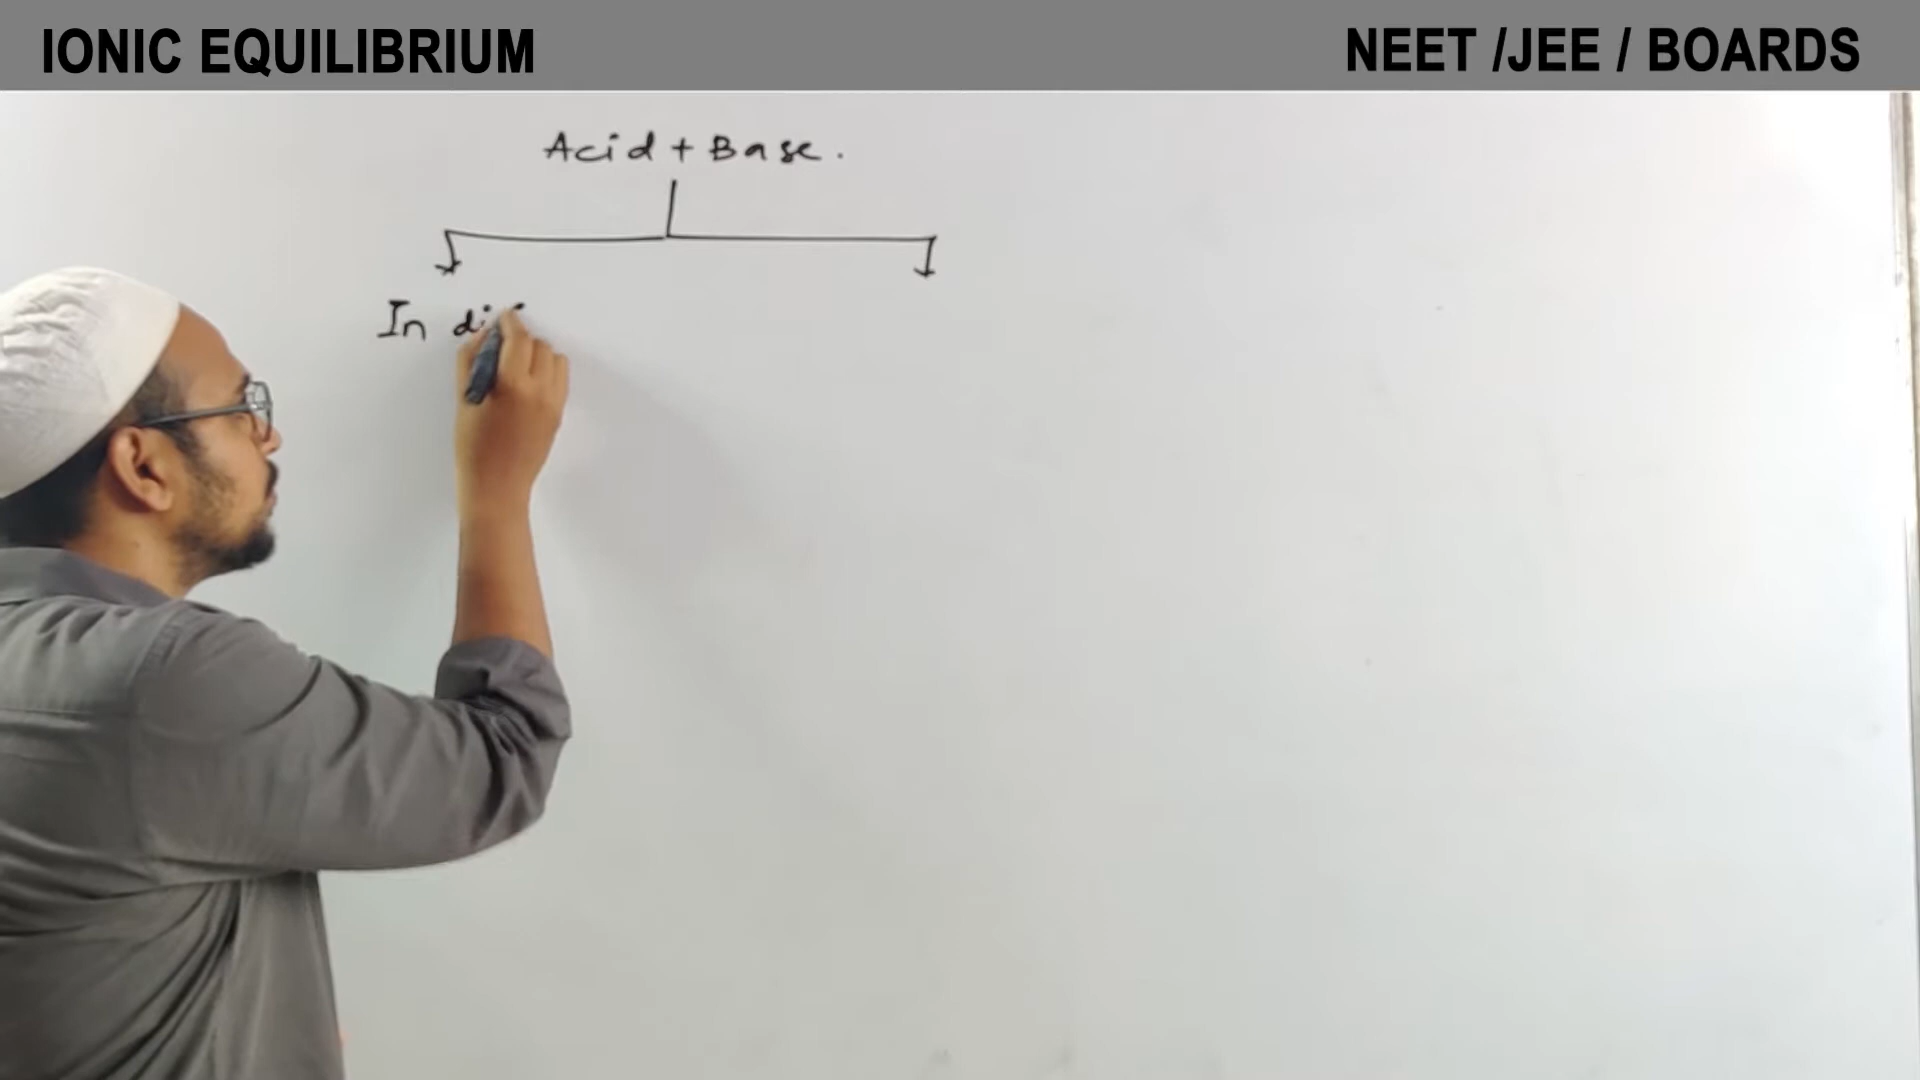 IONIC EQUILIBRIUM
NEET /JEE / BOARDS
Acid + Base.
In